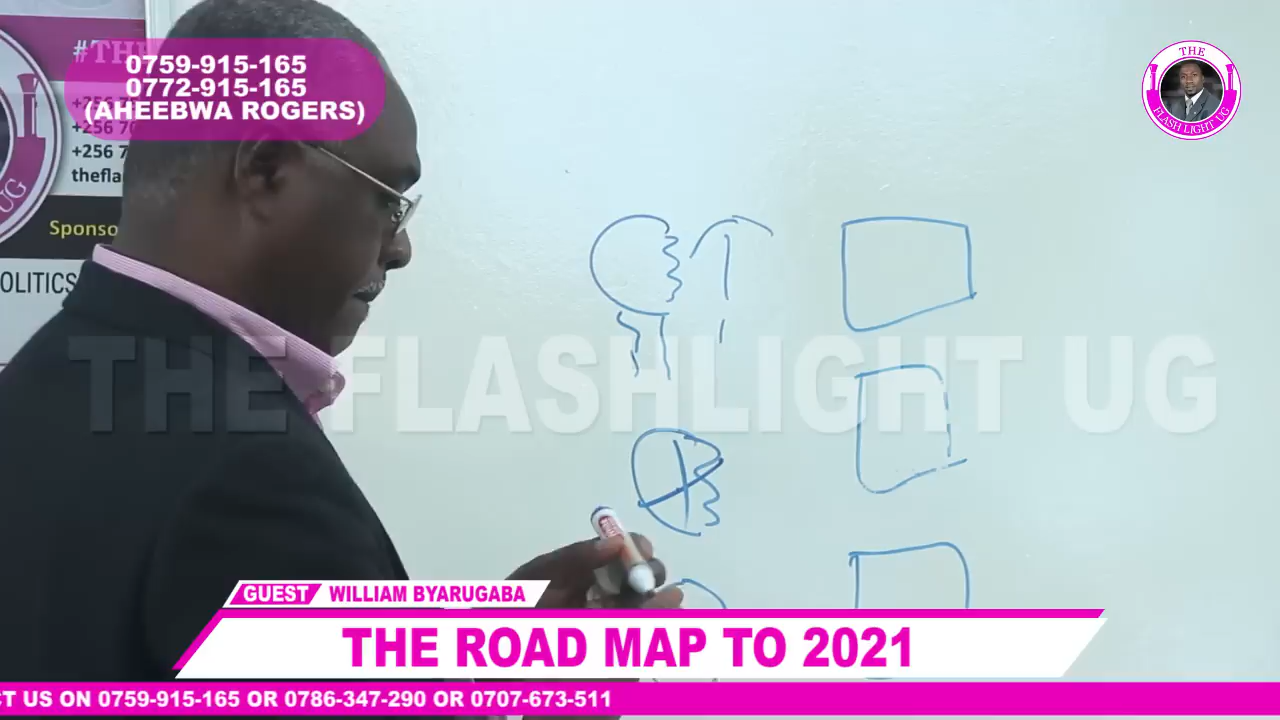 #TH
0759-915-165
0772-915-165
(AHEEBWA ROGERS)
+256 70
+256 7
thefla
UG
Sponso
OLITICS
THE
FLASH LIGHT UG
THE FLASHLIGHT UG
GUEST WILLIAM BYARUGABA
THE ROAD MAP TO 2021
CT US ON 0759-915-165 OR 0786-347-290 OR 0707-673-511